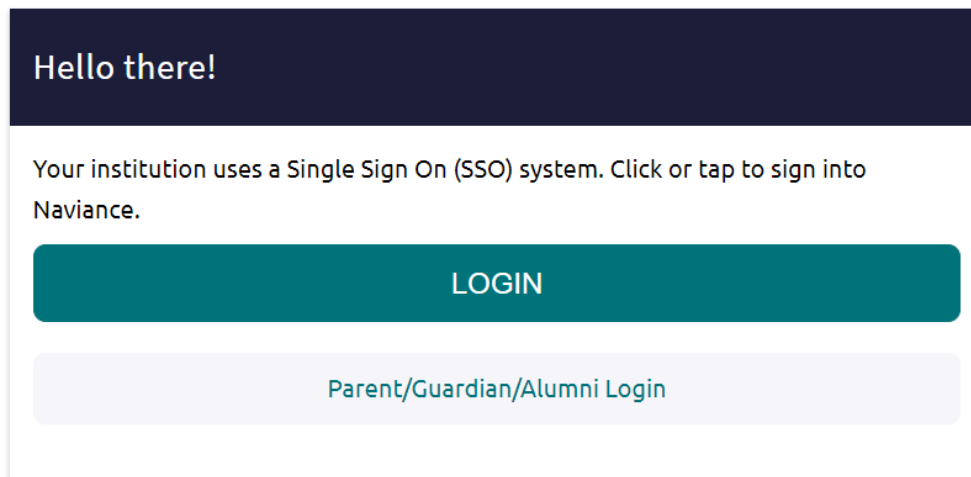 Hello there!
Your institution uses a Single Sign On (SSO) system. Click or tap to sign into
Naviance.
LOGIN
Parent/Guardian/Alumni Login